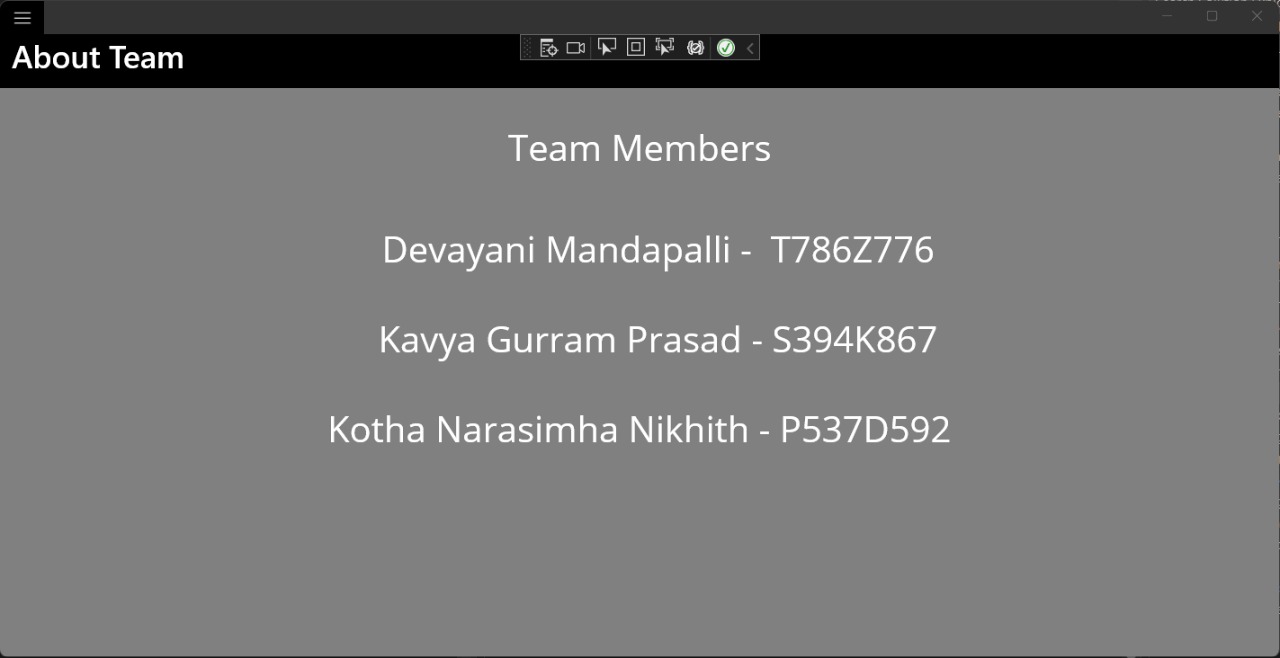 About Team
Team Members
Devayani Mandapalli -  T786Z776
Kavya Gurram Prasad - S394K867
Kotha Narasimha Nikhith - P537D592